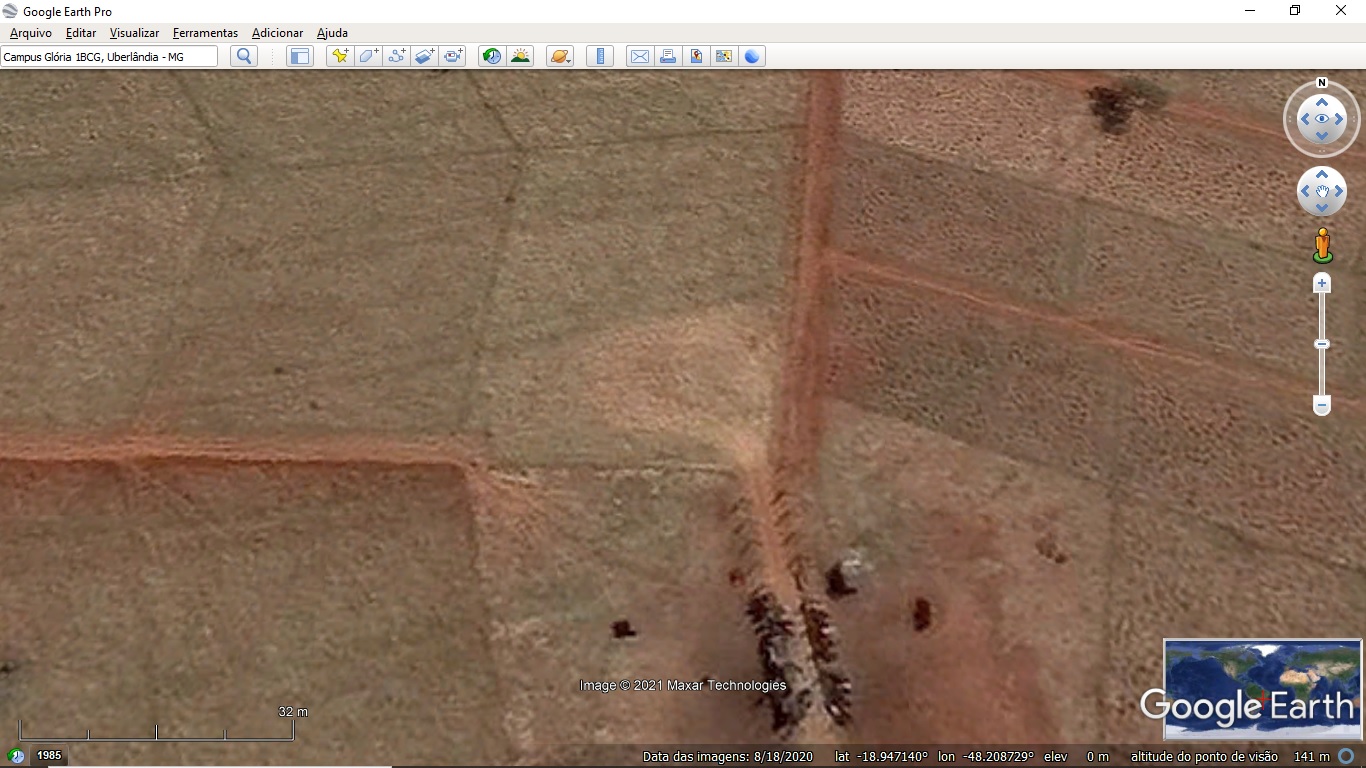 Google Earth Pro
Arquivo Editar Visualizar Ferramentas Adicionar Ajuda
Campus Glória 1BCG, Uberlândia - MG
N
Image © 2021 Maxar Technologies
32 m
Google Earth
1985
Data das imagens: 8/18/2020 lat -18.947140° lon -48.208729° elev 0 m altitude do ponto de visão 141 m